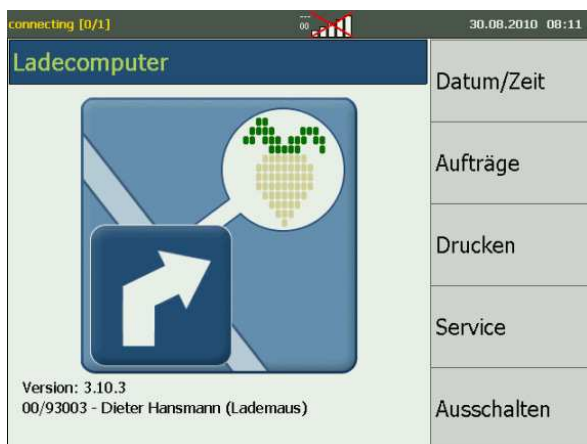 connecting [0/1]
00
30.08.2010 08:11
Ladecomputer
Datum/Zeit
Aufträge
Drucken
Service
Ausschalten
Version: 3.10.3
00/93003 - Dieter Hansmann (Lademaus)